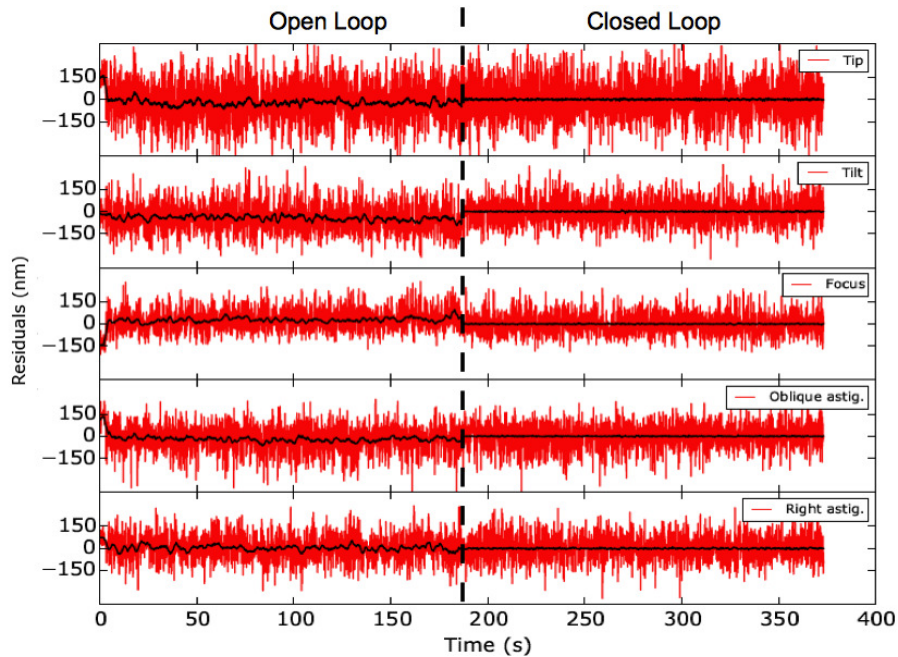 Open Loop Closed Loop
150
0
−150
Tip
150
0
−150
Tilt
150
0
−150
Focus
150
0
−150
Oblique astig.
150
0
−150
Right astig.
0 50 100 150 200 250 300 350 400
Time (s)
Residuals (nm)